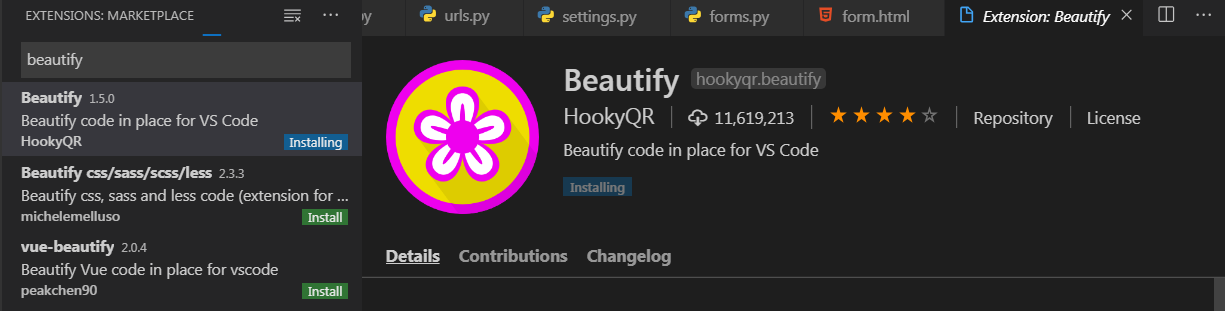 EXTENSIONS: MARKETPLACE
beautify
Beautify 1.5.0
Beautify code in place for VS Code
HookyQR Installing
Beautify css/sass/scss/less 2.3.3
Beautify css, sass and less code (extension for ...
michelemelluso Install
vue-beautify 2.0.4
Beautify Vue code in place for vscode
peakchen90 Install
py urls.py settings.py forms.py form.html Extension: Beautify
Beautify hookyqr.beautify
HookyQR 11,619,213 Repository License
Beautify code in place for VS Code
Installing
Details Contributions Changelog